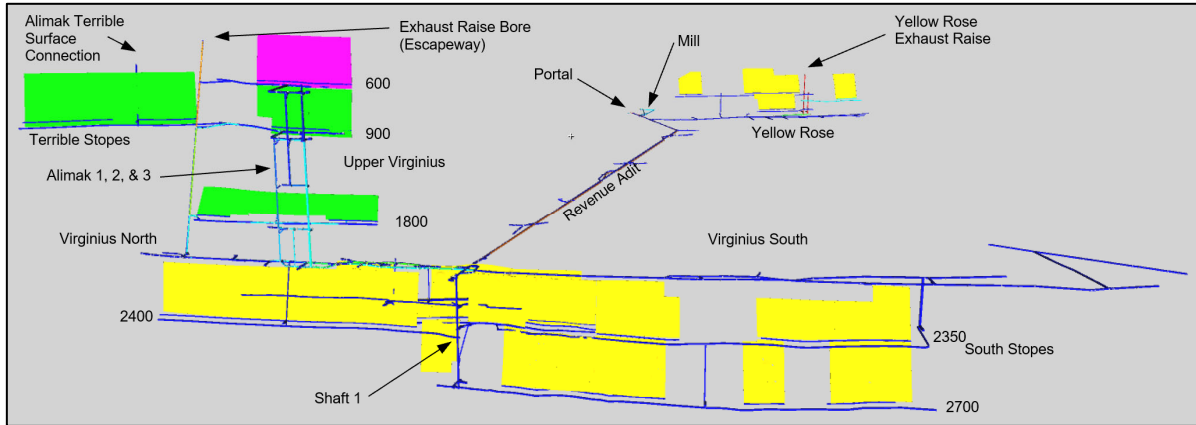 Alimak Terrible
Surface
Connection
Exhaust Raise Bore
(Escapeway)
Yellow Rose
Exhaust Raise
Mill
Portal
600
900
Terrible Stopes
Yellow Rose
Upper Virginius
Alimak 1, 2, & 3
Revenue Adit
1800
Virginius North
Virginius South
2400
2350
South Stopes
Shaft 1
2700